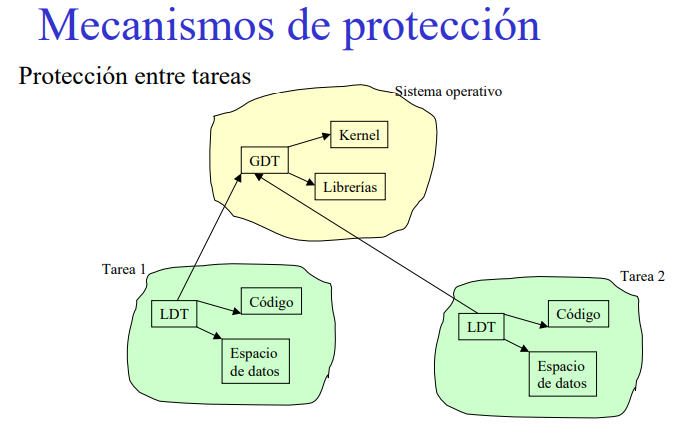 Mecanismos de protección
Protección entre tareas
Sistema operativo
Kernel
GDT
Librerías
Tarea 1
LDT
Código
Espacio
de datos
Tarea 2
LDT
Código
Espacio
de datos